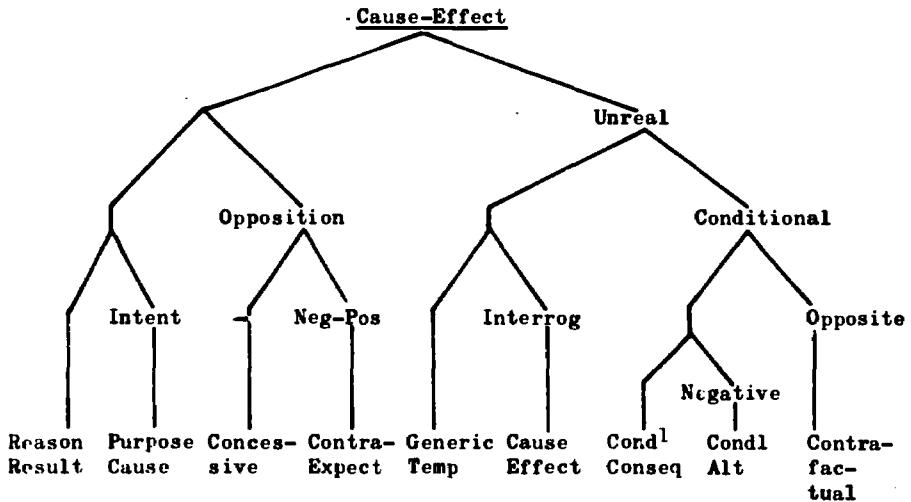 Cause-Effect
Unreal
Opposition
Conditional
Intent
Neg-Pos
Interrog
Opposite
Negative
Reason Result
Purpose Cause
Conces-
sive
Contra-
Expect
Generic
Temp
Cause
Effect
Condl
Conseq
Condl
Alt
Contra-
fac-
tual